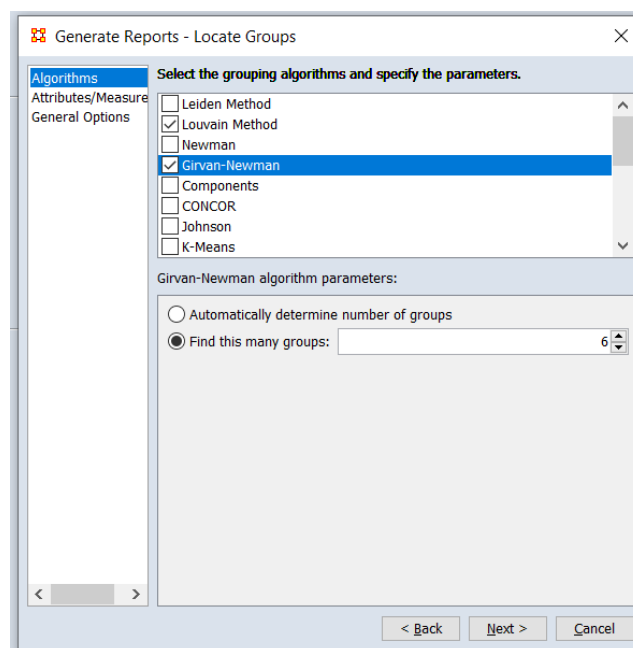 Generate Reports - Locate Groups
Algorithms
Attributes/Measure
General Options
Select the grouping algorithms and specify the parameters.
Leiden Method
Louvain Method
Newman
Girvan-Newman
Components
CONCOR
Johnson
K-Means
Girvan-Newman algorithm parameters:
Automatically determine number of groups
Find this many groups: 6
< Back Next > Cancel